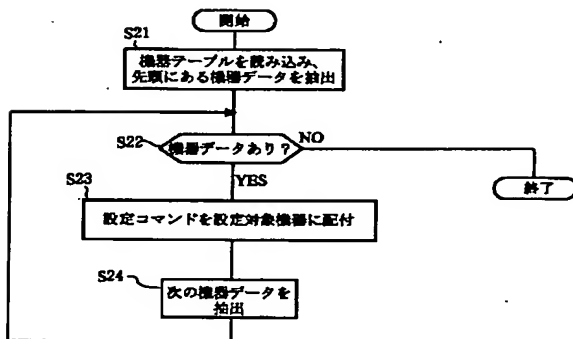 開始
S21
機器テーブルを読み込み、
先頭にある機器データを抽出
S22
機器データあり？
NO
YES
終了
S23
設定コマンドを設定対象機器に配付
S24
次の機器データを
抽出